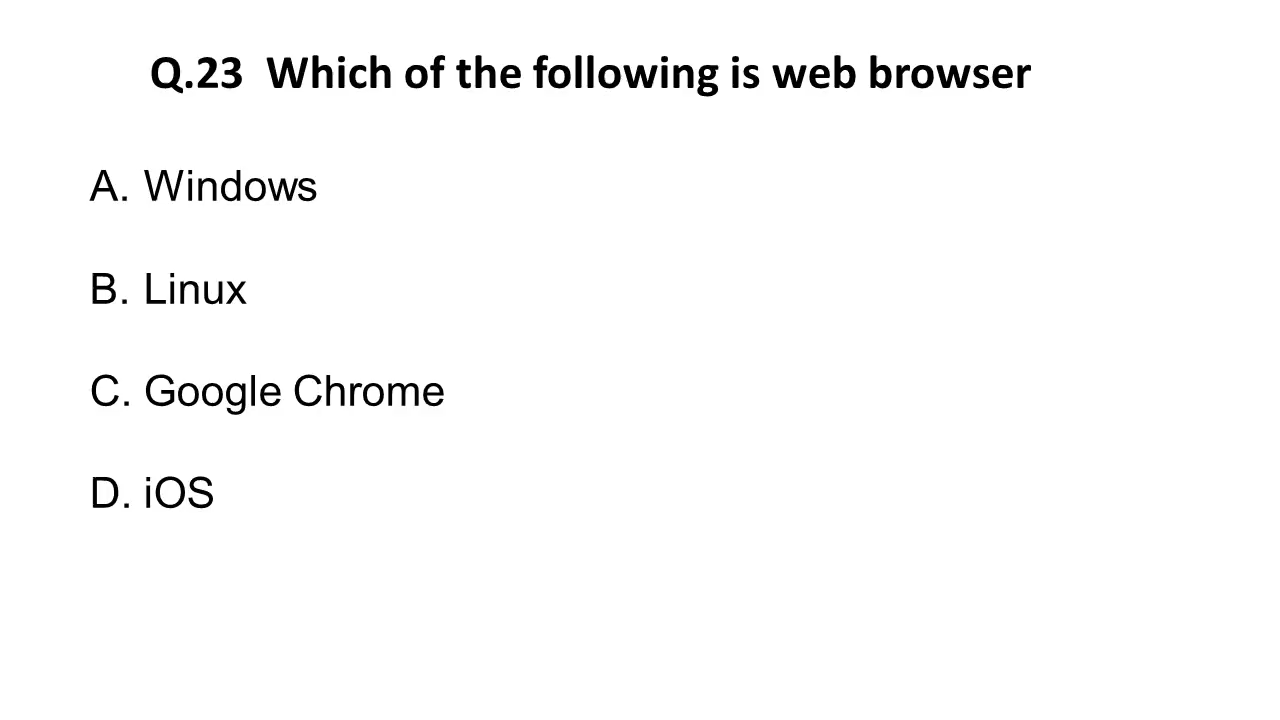 Q.23 Which of the following is web browser
A. Windows
B. Linux
C. Google Chrome
D. iOS